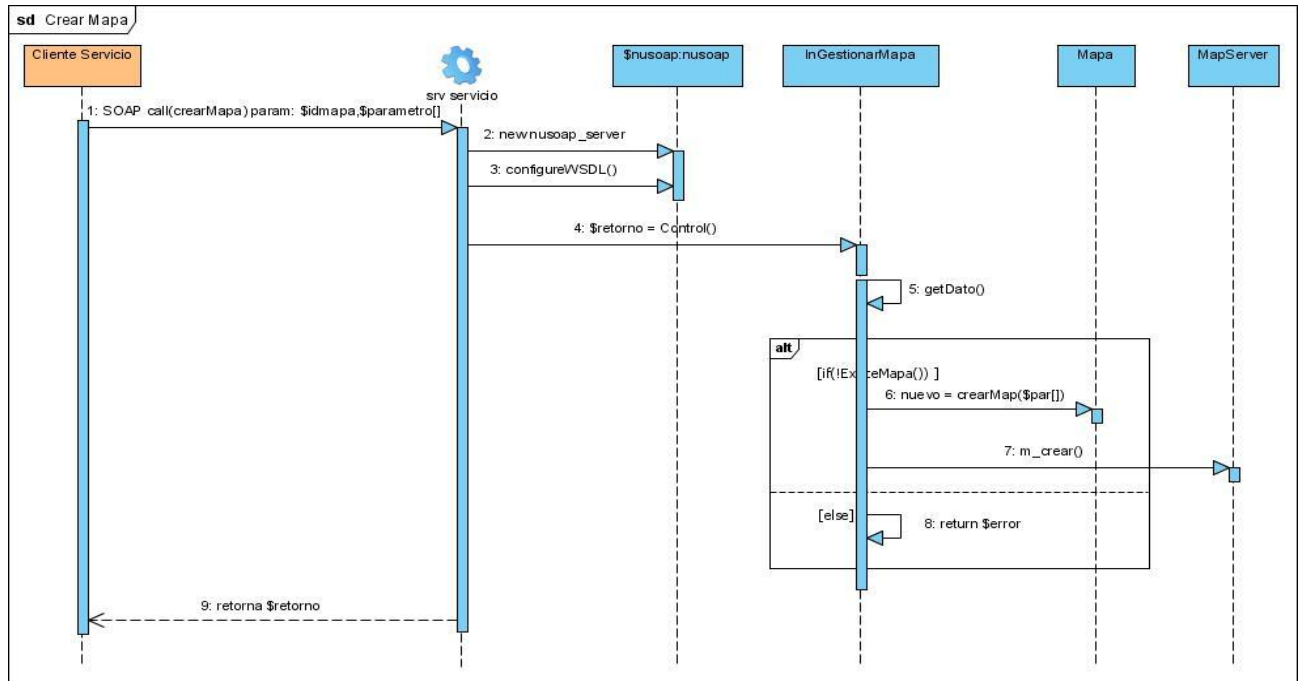 sd Crear Mapa
Cliente Servicio
srv servicio
$nusoap:nusoap
InGestionarMapa
Mapa
MapServer
1: SOAP call(crearMapa) param: $idmapa,$parametro[]
2: new nusoap_server
3: configureWSDL()
4: $retorno = Control()
5: getDato()
alt
6: nuevo = crearMap($par[])
7: m_crear()
[else]
8: return $error
9: retorna $retorno